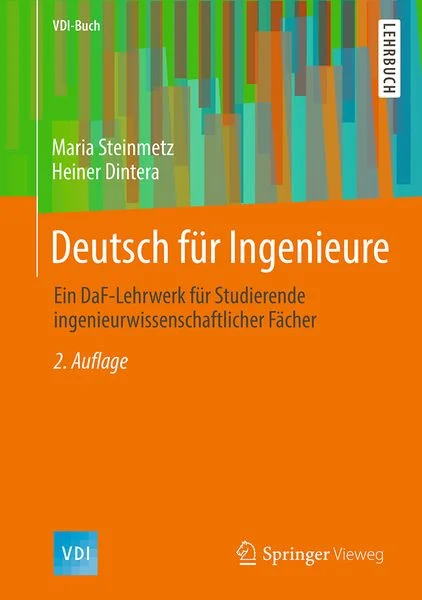 VDI-Buch
LEHRBUCH
Maria Steinmetz
Heiner Dintera
Deutsch für Ingenieure
Ein DaF-Lehrwerk für Studierende
ingenieurwissenschaftlicher Fächer
2. Auflage
VDI
Springer Vieweg